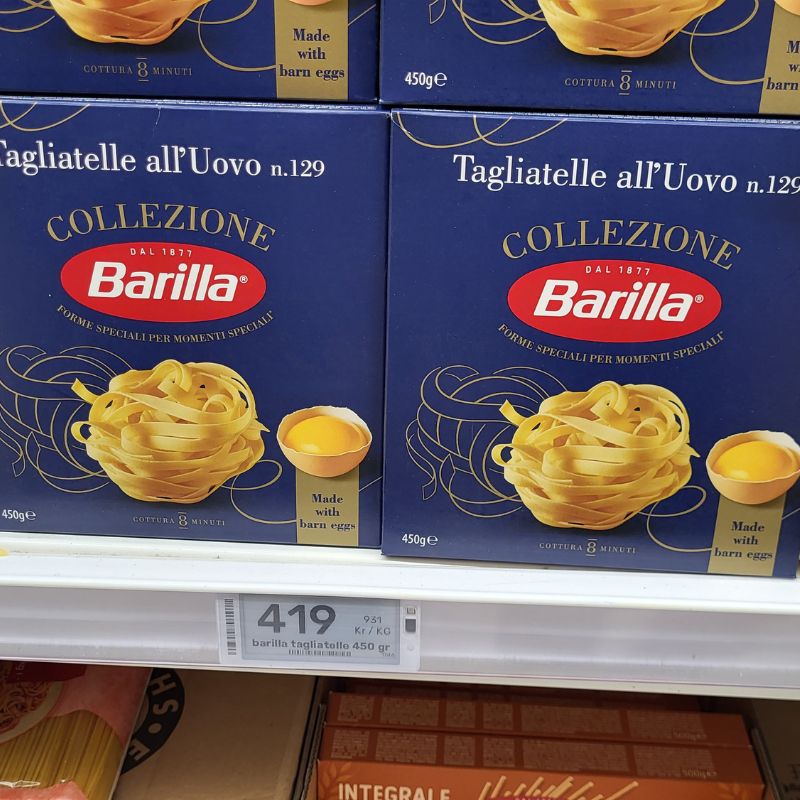 Made
with
barn eggs
COTTURA 8 MINUTI
450g℮
COTTURA 8 MINUTI
barn
Tagliatelle all'Uovo n.129
COLLEZIONE
DAL 1877
Barilla®
FORME SPECIALI PER MOMENTI SPECIALI
Made
with
barn eggs
450g℮
COTTURA 8 MINUTI
Tagliatelle all'Uovo n.129
COLLEZIONE
DAL 1877
Barilla®
FORME SPECIALI PER MOMENTI SPECIALI
Made
with
barn eggs
450g℮
COTTURA 8 MINUTI
419
931
Kr / KG
barilla tagliatelle 450 gr
500g℮
500g℮
INTEGRALE